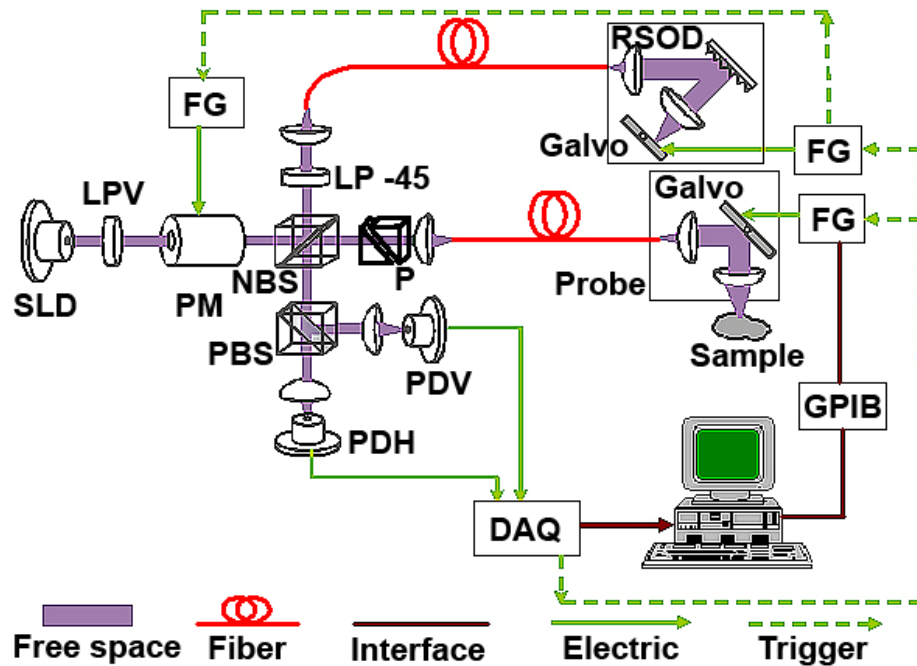 RSOD
FG
Galvo
FG
LP -45
LPV
Galvo
FG
NBS
P
SLD
PM
Probe
PBS
Sample
PDV
GPIB
PDH
DAQ
Free space
Fiber
Interface
Electric
Trigger